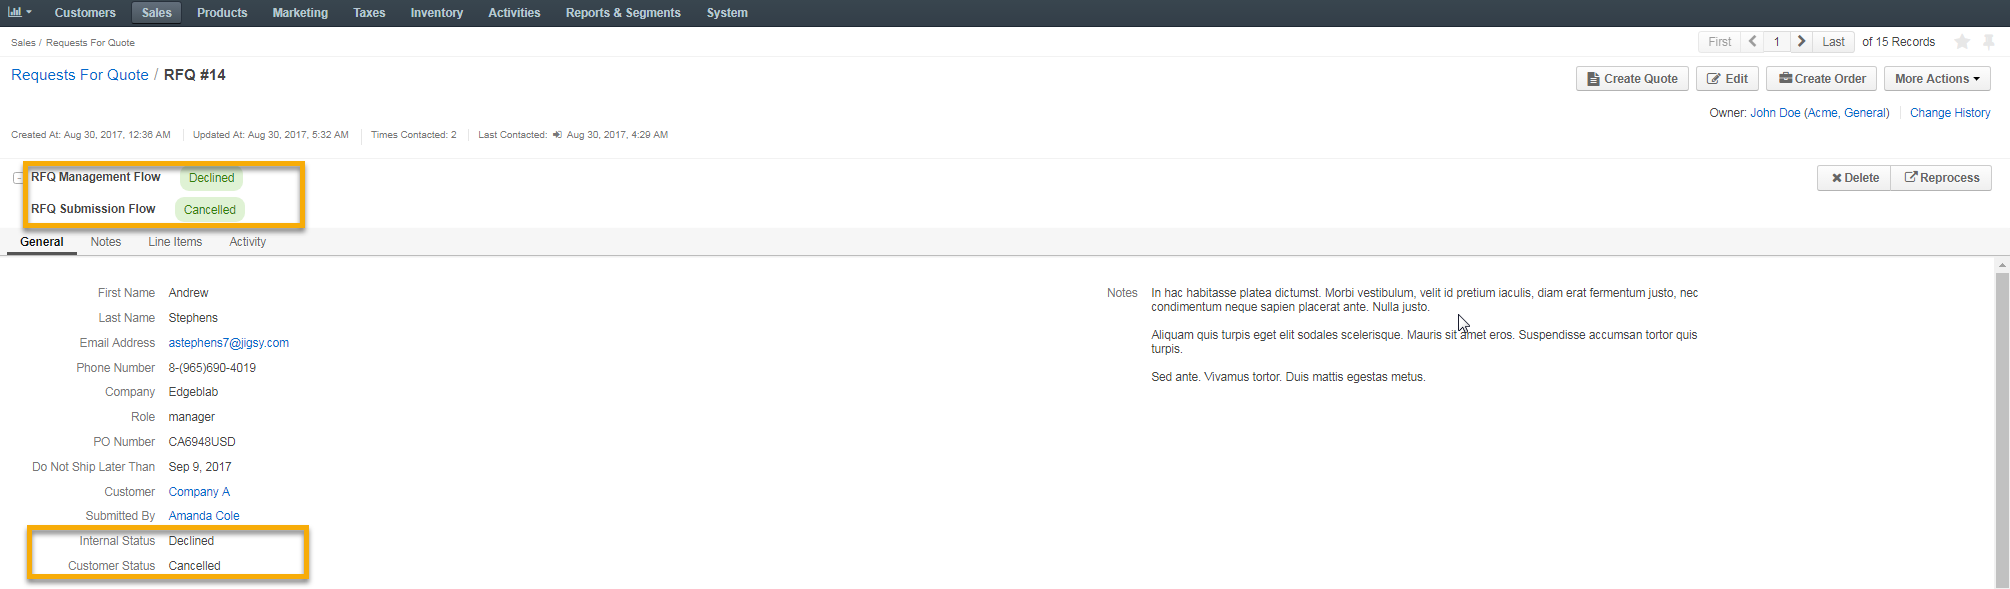 Customers Sales Products Marketing Taxes Inventory Activities Reports & Segments System
Sales / Requests For Quote
First 1 Last of 15 Records
Requests For Quote / RFQ #14
Create Quote Edit Create Order More Actions
Owner: John Doe (Acme, General) Change History
Created At: Aug 30, 2017, 12:36 AM Updated At: Aug 30, 2017, 5:32 AM Times Contacted: 2 Last Contacted: Aug 30, 2017, 4:29 AM
RFQ Management Flow Declined
Delete Reprocess
RFQ Submission Flow Cancelled
General Notes Line Items Activity
First Name Andrew
Last Name Stephens
Email Address astephens7@jigsy.com
Phone Number 8-(965)690-4019
Company Edgeblab
Role manager
PO Number CA6948USD
Do Not Ship Later Than Sep 9, 2017
Customer Company A
Submitted By Amanda Cole
Internal Status Declined
Customer Status Cancelled
Notes In hac habitasse platea dictumst. Morbi vestibulum, velit id pretium iaculis, diam erat fermentum justo, nec
condimentum neque sapien placerat ante. Nulla justo.
Aliquam quis turpis eget elit sodales scelerisque. Mauris sit amet eros. Suspendisse accumsan tortor quis
turpis.
Sed ante. Vivamus tortor. Duis mattis egestas metus.